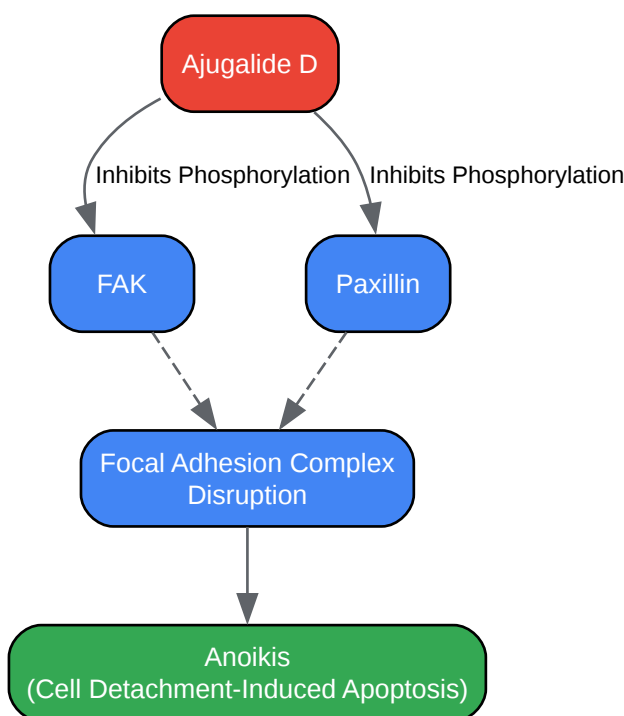 Ajugalide D
Inhibits Phosphorylation
Inhibits Phosphorylation
FAK
Paxillin
Focal Adhesion Complex
Disruption
Anoikis
(Cell Detachment-Induced Apoptosis)